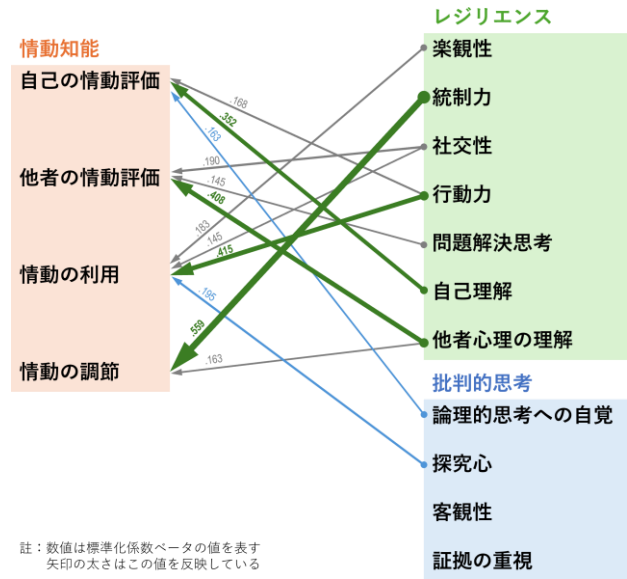 レジリエンス
情動知能
楽観性
自己の情動評価
統制力
.168
.352
.163
社交性
.190
他者の情動評価
.145
.408
行動力
.183
.145
問題解決思考
.415
情動の利用
.195
自己理解
.559
他者心理の理解
.163
情動の調節
批判的思考
論理的思考への自覚
探究心
客観性
註：数値は標準化係数ベータの値を表す
矢印の太さはこの値を反映している
証拠の重視